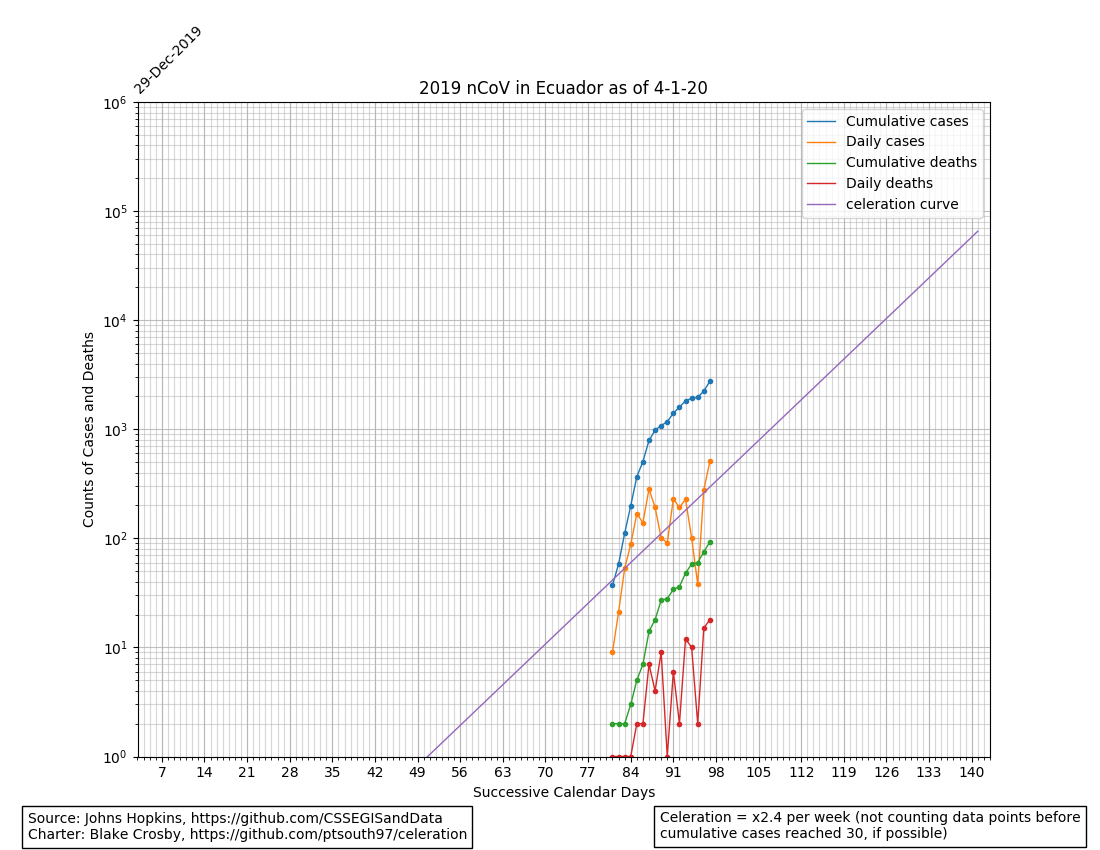 29-Dec-2019
2019 nCoV in Ecuador as of 4-1-20
Cumulative cases
Daily cases
Cumulative deaths
Daily deaths
celeration curve
10^6
10^5
10^4
10^3
10^2
10^1
10^0
Counts of Cases and Deaths
7 14 21 28 35 42 49 56 63 70 77 84 91 98 105 112 119 126 133 140
Successive Calendar Days
Source: Johns Hopkins, https://github.com/CSSEGISandData
Charter: Blake Crosby, https://github.com/ptsouth97/celeration
Celeration = x2.4 per week (not counting data points before
cumulative cases reached 30, if possible)